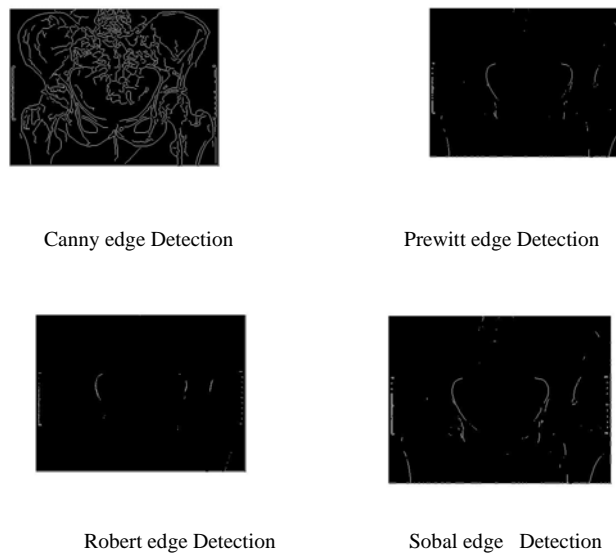 Canny edge Detection
Prewitt edge Detection
Robert edge Detection
Sobal edge Detection